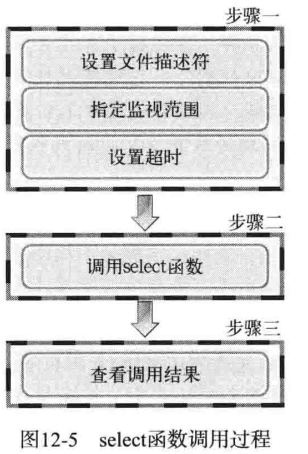 步骤一
设置文件描述符
指定监视范围
设置超时
步骤二
调用select函数
步骤三
查看调用结果
图12-5 select函数调用过程